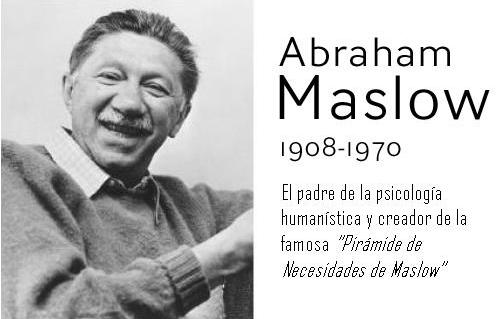 Abraham
Maslow
1908-1970
El padre de la psicología
humanística y creador de la
famosa "Pirámide de
Necesidades de Maslow"